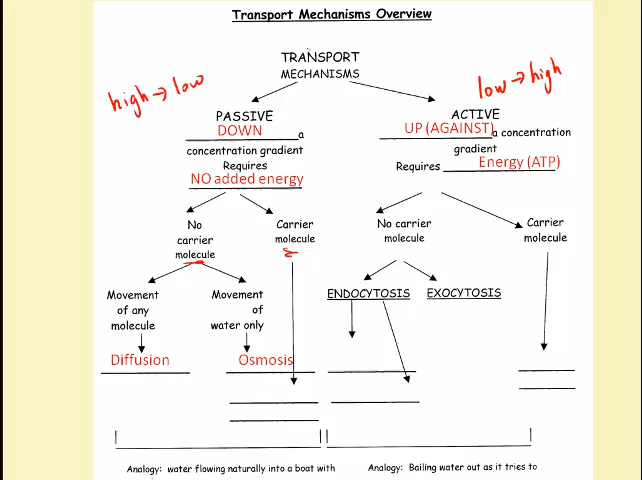 Transport Mechanisms Overview
TRANSPORT
MECHANISMS
high → low
low → high
PASSIVE
DOWN a
concentration gradient
Requires
NO added energy
ACTIVE
UP (AGAINST) a concentration
gradient
Requires Energy (ATP)
No
carrier
molecule
Carrier
molecule
No carrier
molecule
Carrier
molecule
Movement
of any
molecule
Movement
of
water only
ENDOCYTOSIS
EXOCYTOSIS
Diffusion
Osmosis
Analogy: water flowing naturally into a boat with
Analogy: Bailing water out as it tries to